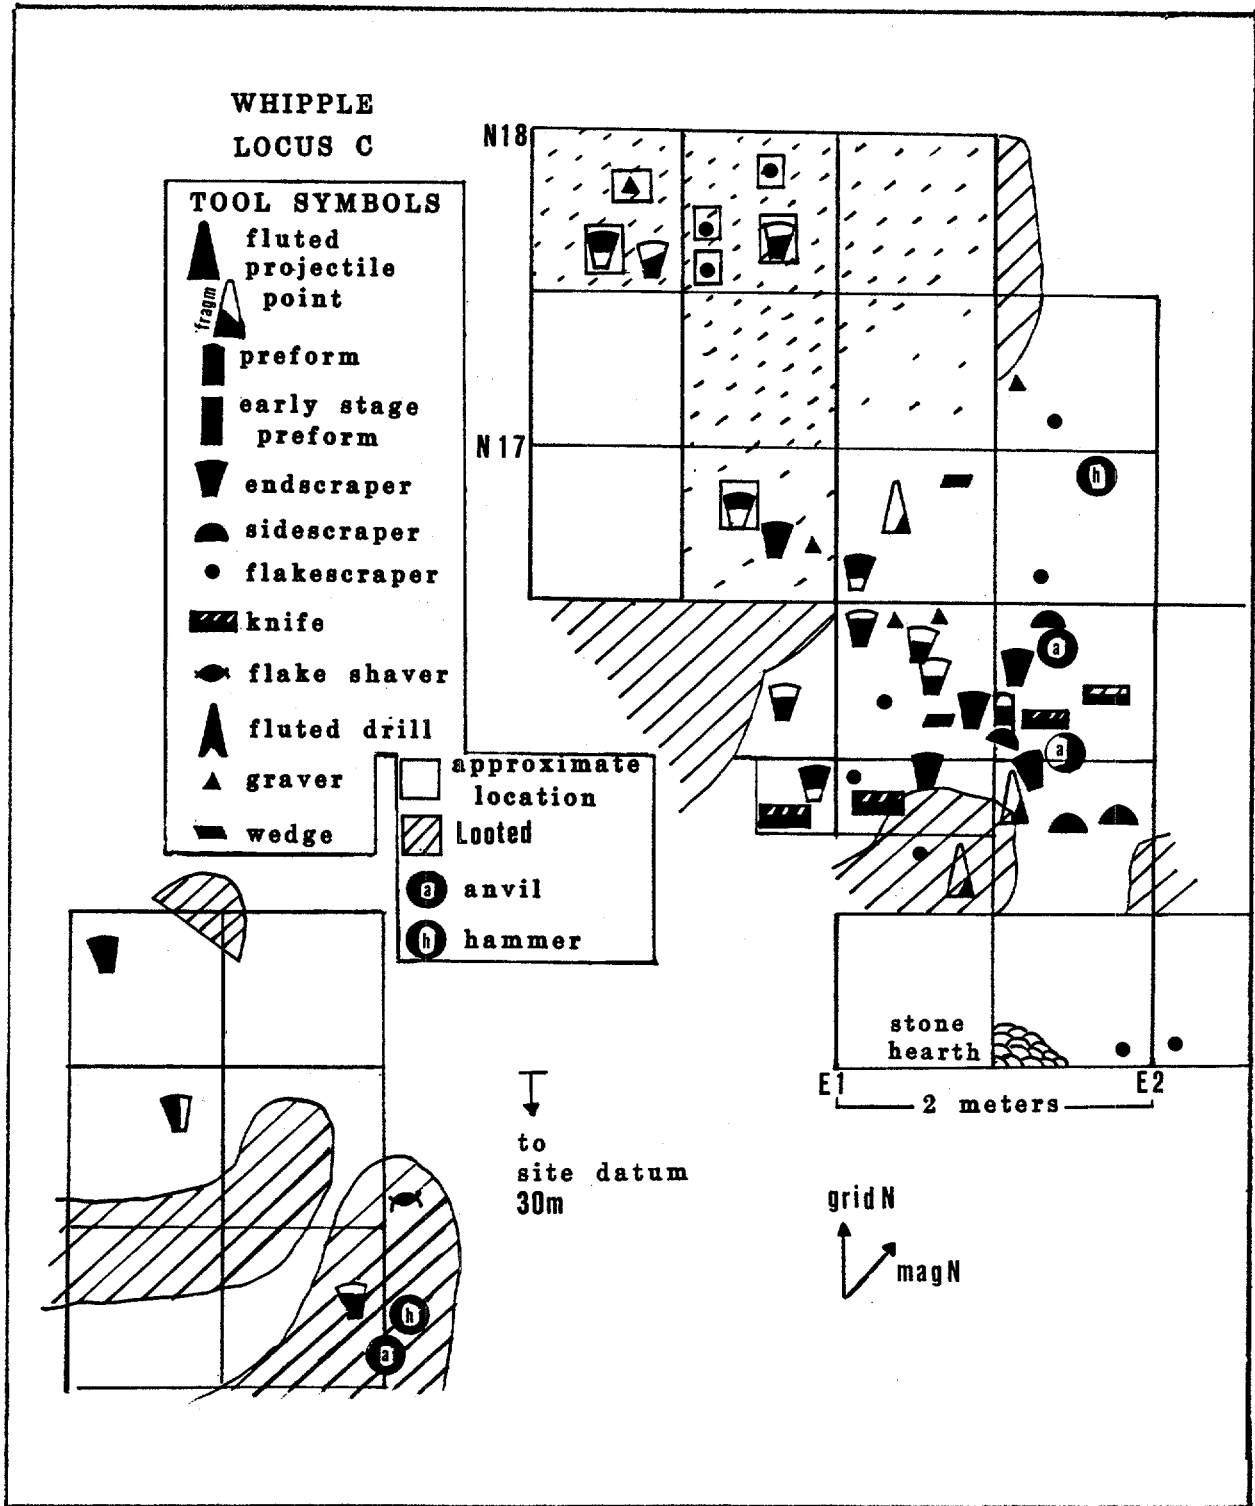 WHIPPLE
LOCUS C
TOOL SYMBOLS
fluted
projectile
point
fragm
preform
early stage
preform
endscraper
sidescraper
flakescraper
knife
flake shaver
fluted drill
graver
wedge
approximate
location
Looted
a anvil
h hammer
N18
N17
h
a
a
stone
hearth
E1
E2
2 meters
to
site datum
30m
grid N
mag N
h
a